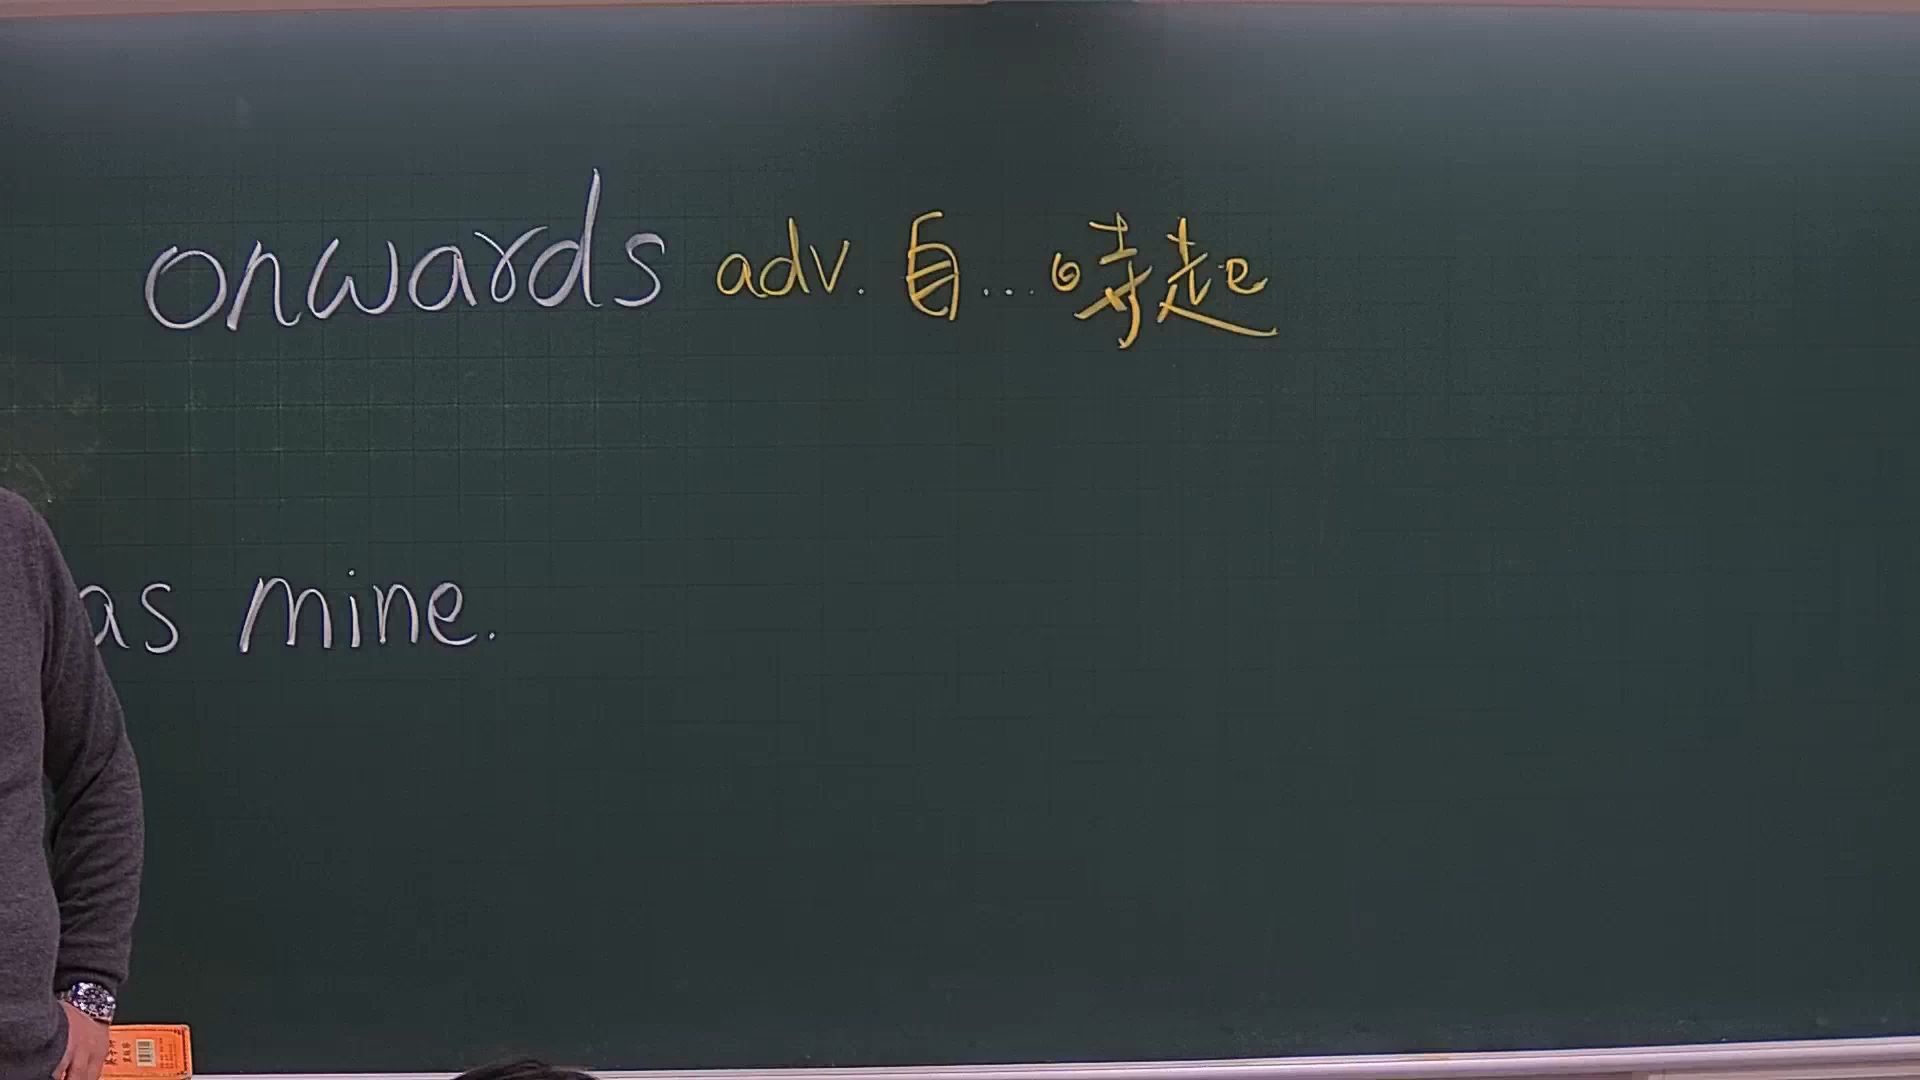 onwards adv. 自...時起
as mine.